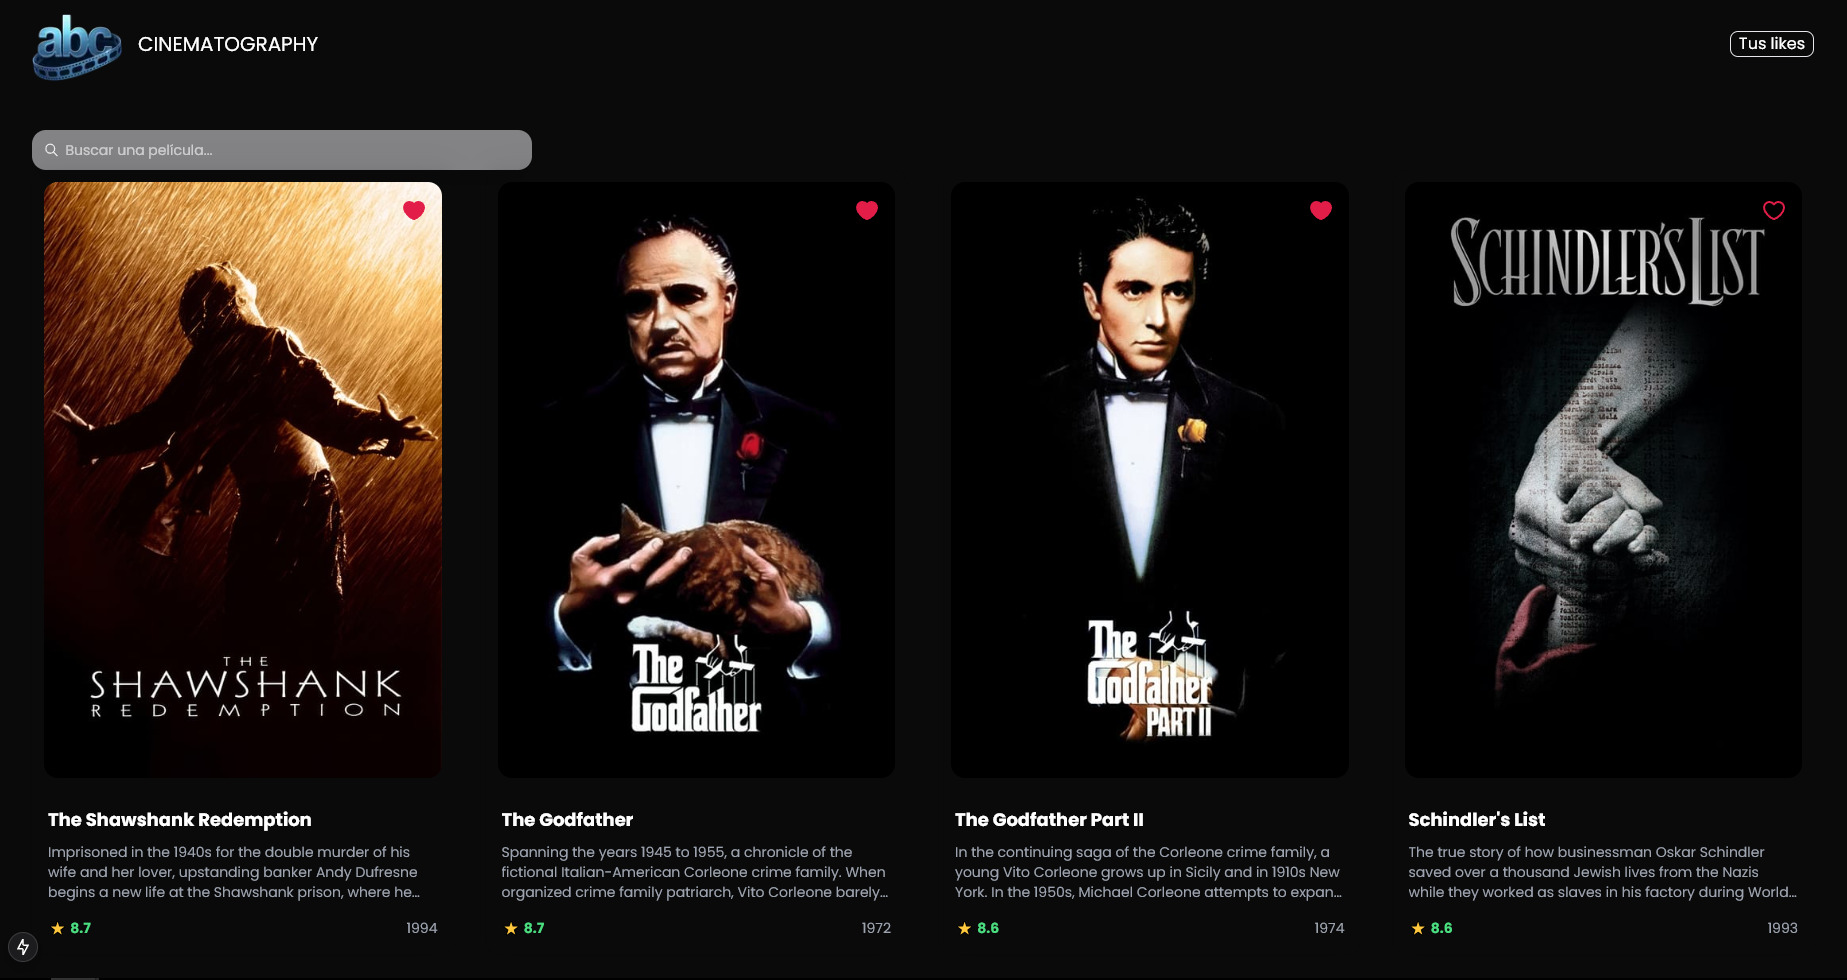 abc
CINEMATOGRAPHY
Tus likes
Buscar una película...
THE
SHAWSHANK
REDEMPTION
The
Godfather
The
Godfather
PART II
SCHINDLER'S LIST
The Shawshank Redemption
Imprisoned in the 1940s for the double murder of his
wife and her lover, upstanding banker Andy Dufresne
begins a new life at the Shawshank prison, where he...
8.7
1994
The Godfather
Spanning the years 1945 to 1955, a chronicle of the
fictional Italian-American Corleone crime family. When
organized crime family patriarch, Vito Corleone barely...
8.7
1972
The Godfather Part II
In the continuing saga of the Corleone crime family, a
young Vito Corleone grows up in Sicily and in 1910s New
York. In the 1950s, Michael Corleone attempts to expan...
8.6
1974
Schindler's List
The true story of how businessman Oskar Schindler
saved over a thousand Jewish lives from the Nazis
while they worked as slaves in his factory during World...
8.6
1993